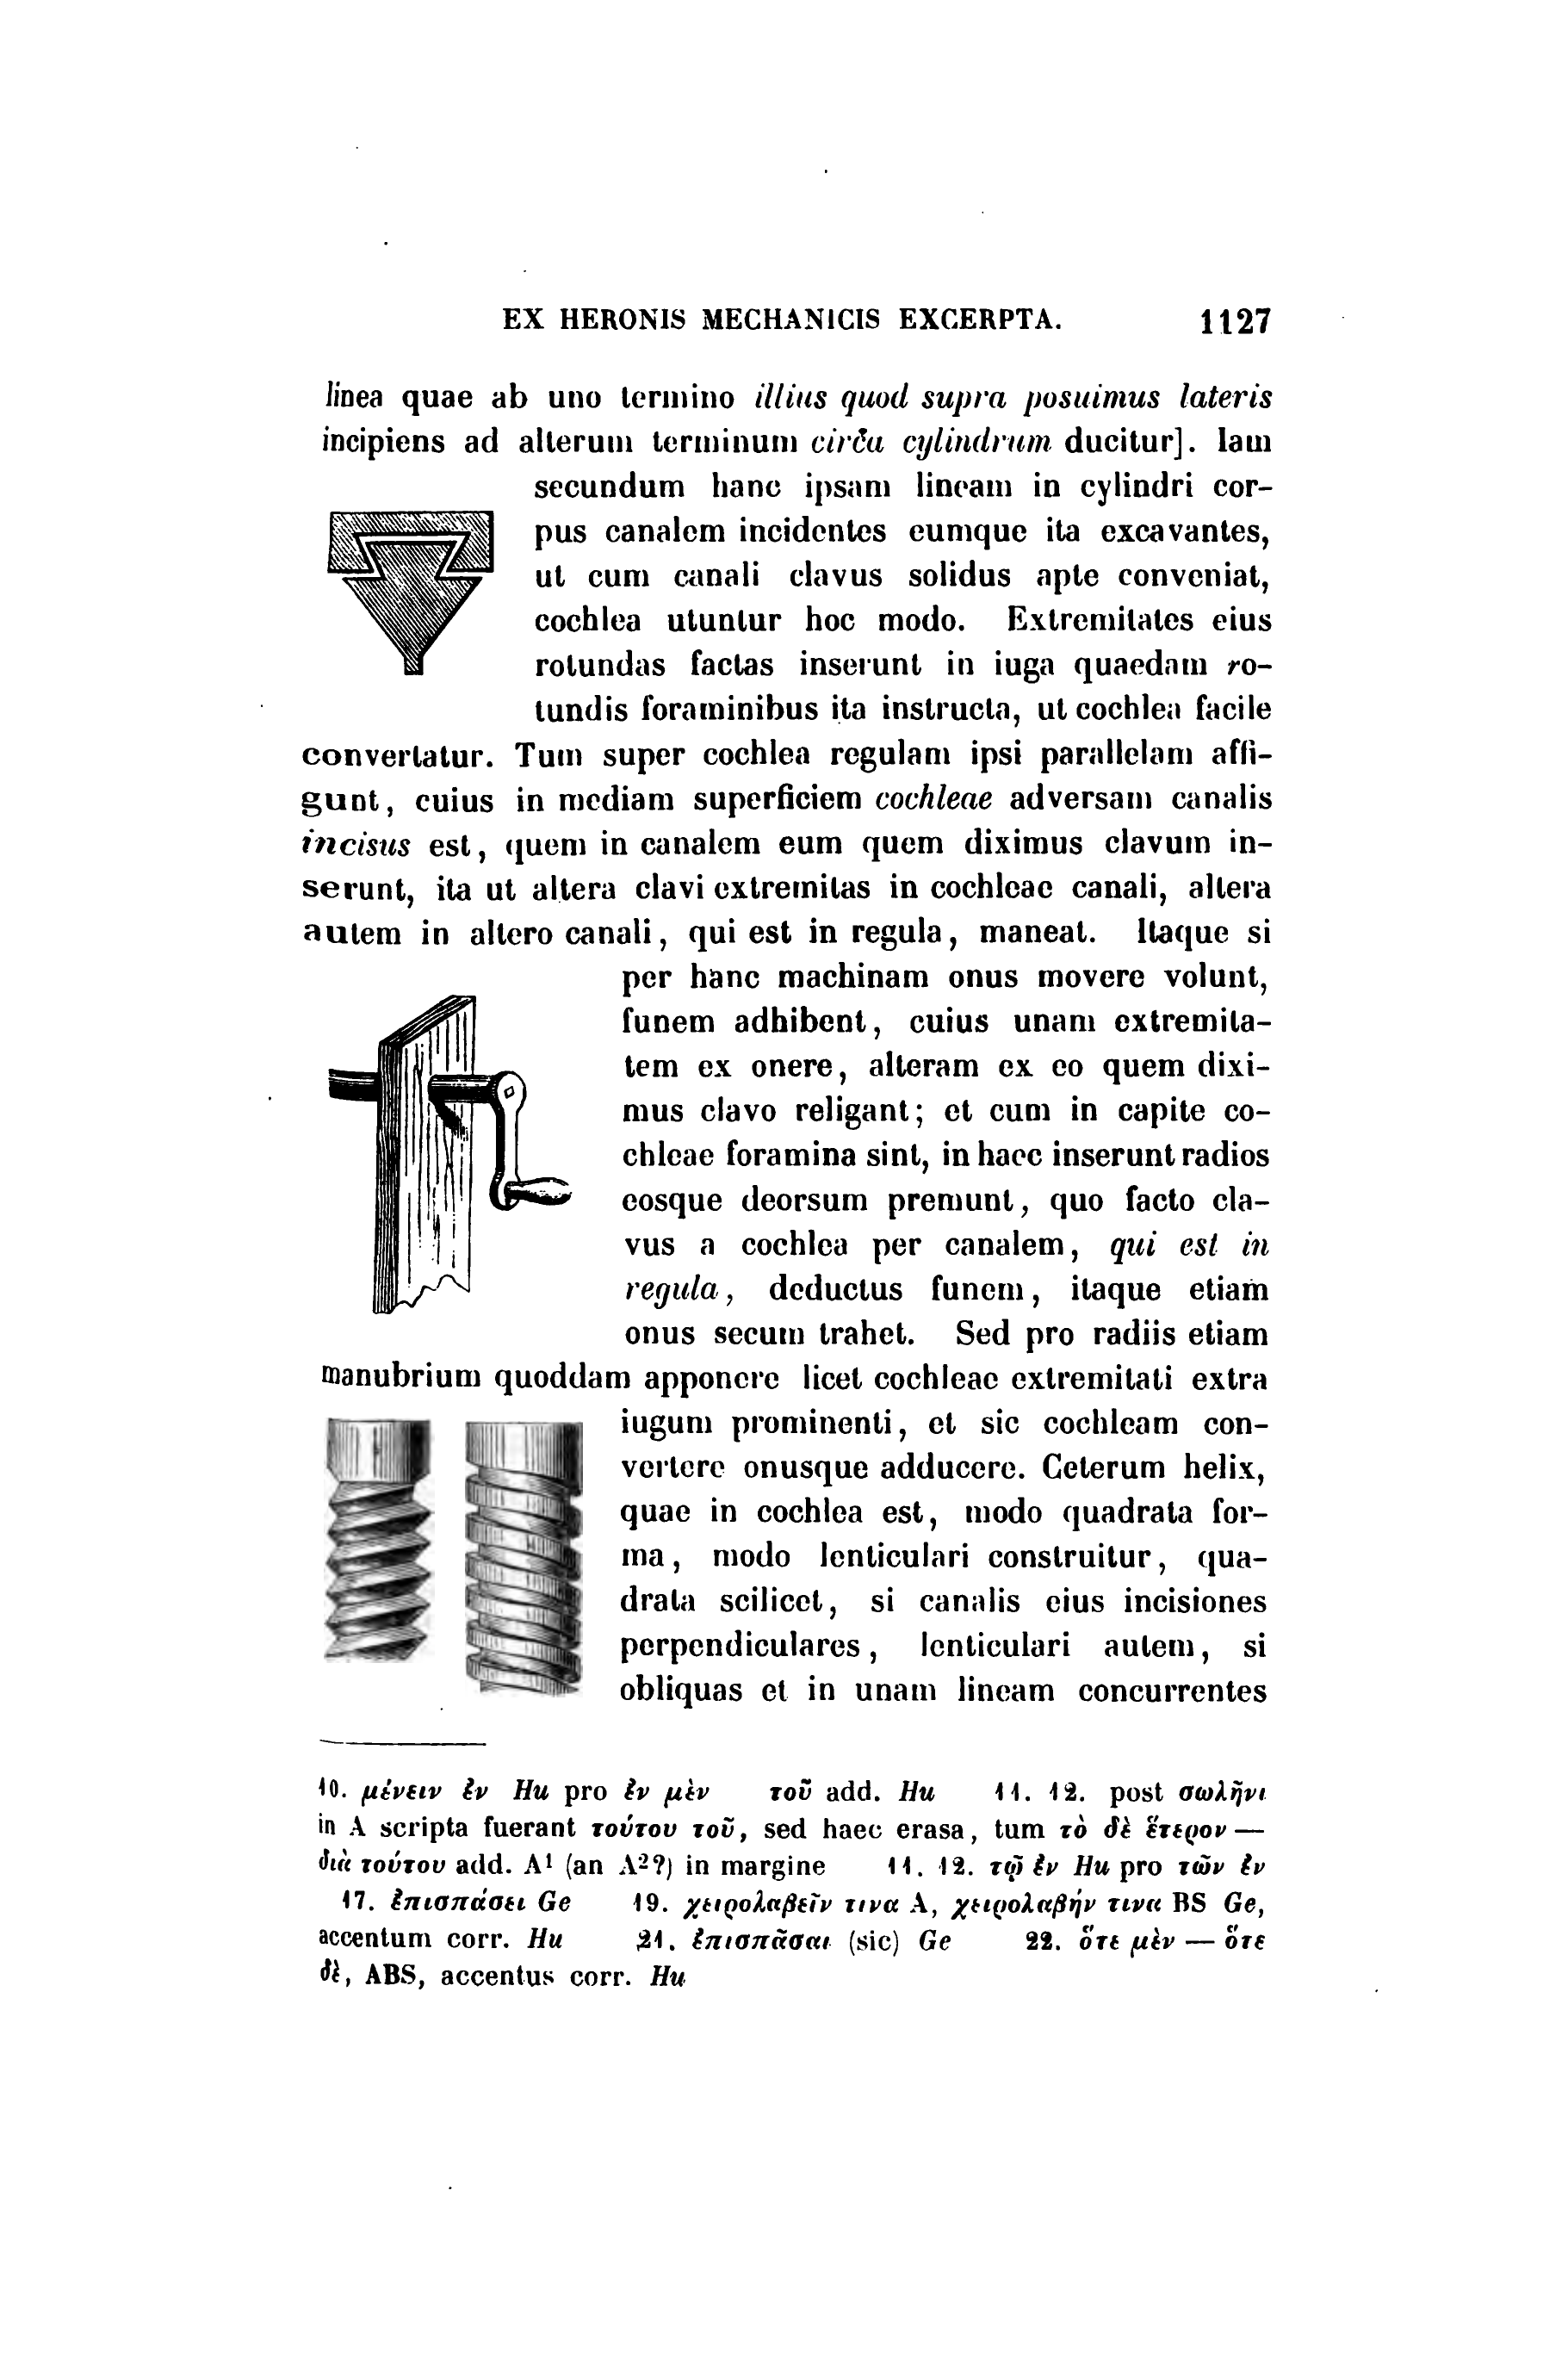 EX HERONIS MECHANICIS EXCERPTA. 1127
linea quae ab uno termino illius quod supra posuimus lateris
incipiens ad alterum terminum circa cylindrum ducitur]. Iam
secundum hanc ipsam lineam in cylindri cor-
pus canalem incidentes eumque ita excavantes,
ut cum canali clavus solidus apte conveniat,
cochlea utuntur hoc modo. Extremitates eius
rotundas factas inserunt in iuga quaedam ro-
tundis foraminibus ita instructa, ut cochlea facile
convertatur. Tum super cochlea regulam ipsi parallelam affi-
gunt, cuius in mediam superficiem cochleae adversam canalis
incisus est, quem in canalem eum quem diximus clavum in-
serunt, ita ut altera clavi extremitas in cochleae canali, altera
autem in altero canali, qui est in regula, maneat. Itaque si
per hanc machinam onus movere volunt,
funem adhibent, cuius unam extremita-
tem ex onere, alteram ex eo quem dixi-
mus clavo religant; et cum in capite co-
chleae foramina sint, in haec inserunt radios
eosque deorsum premunt, quo facto cla-
vus a cochlea per canalem, qui est in
regula, deductus funem, itaque etiam
onus secum trahet. Sed pro radiis etiam
manubrium quoddam apponere licet cochleae extremitati extra
iugum prominenti, et sic cochleam con-
vertere onusque adducere. Ceterum helix,
quae in cochlea est, modo quadrata for-
ma, modo lenticulari construitur, qua-
drata scilicet, si canalis eius incisiones
perpendiculares, lenticulari autem, si
obliquas et in unam lineam concurrentes
10. μένειν ἐν Hu pro ἐν μὲν τοῦ add. Hu 11. 12. post σωλῆνι
in A scripta fuerant τούτου τοῦ, sed haec erasa, tum τὸ δὲ ἕτερον —
διὰ τούτου add. A¹ (an A²?) in margine 11. 12. τῷ ἐν Hu pro τῶν ἐν
17. ἐπισπάσει Ge 19. χειρολαβεῖν τινα A, χειρολαβήν τινα BS Ge,
accentum corr. Hu 21. ἐπισπᾶσαι (sic) Ge 22. ὅτε μὲν — ὅτε
δὲ, ABS, accentus corr. Hu